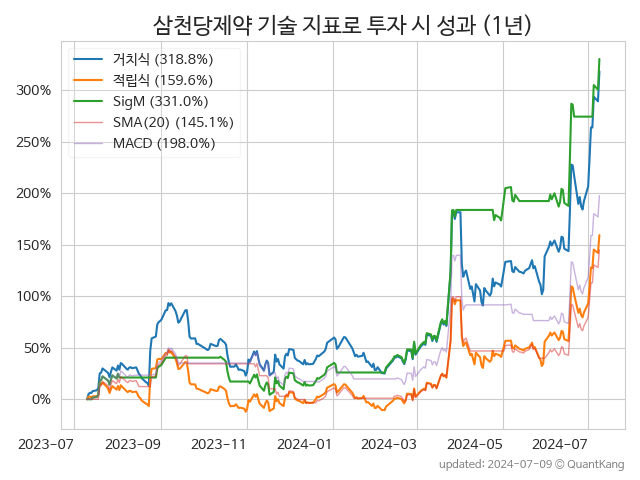 삼천당제약 기술 지표로 투자 시 성과 (1년)
거치식 (318.8%)
적립식 (159.6%)
SigM (331.0%)
SMA(20) (145.1%)
MACD (198.0%)
300%
250%
200%
150%
100%
50%
0%
2023-07 2023-09 2023-11 2024-01 2024-03 2024-05 2024-07
updated: 2024-07-09 © QuantKang